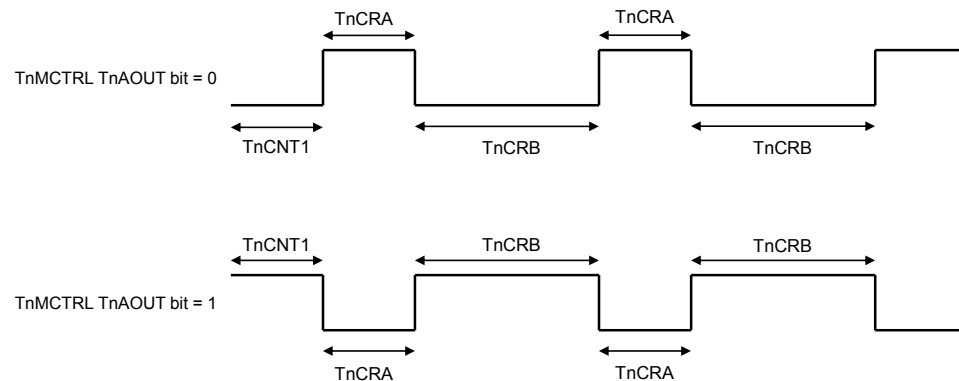 TnCRA
TnCRA
TnMCTRL TnAOUT bit = 0
TnCNT1
TnCRB
TnCRB
TnCNT1
TnCRB
TnCRB
TnMCTRL TnAOUT bit = 1
TnCRA
TnCRA